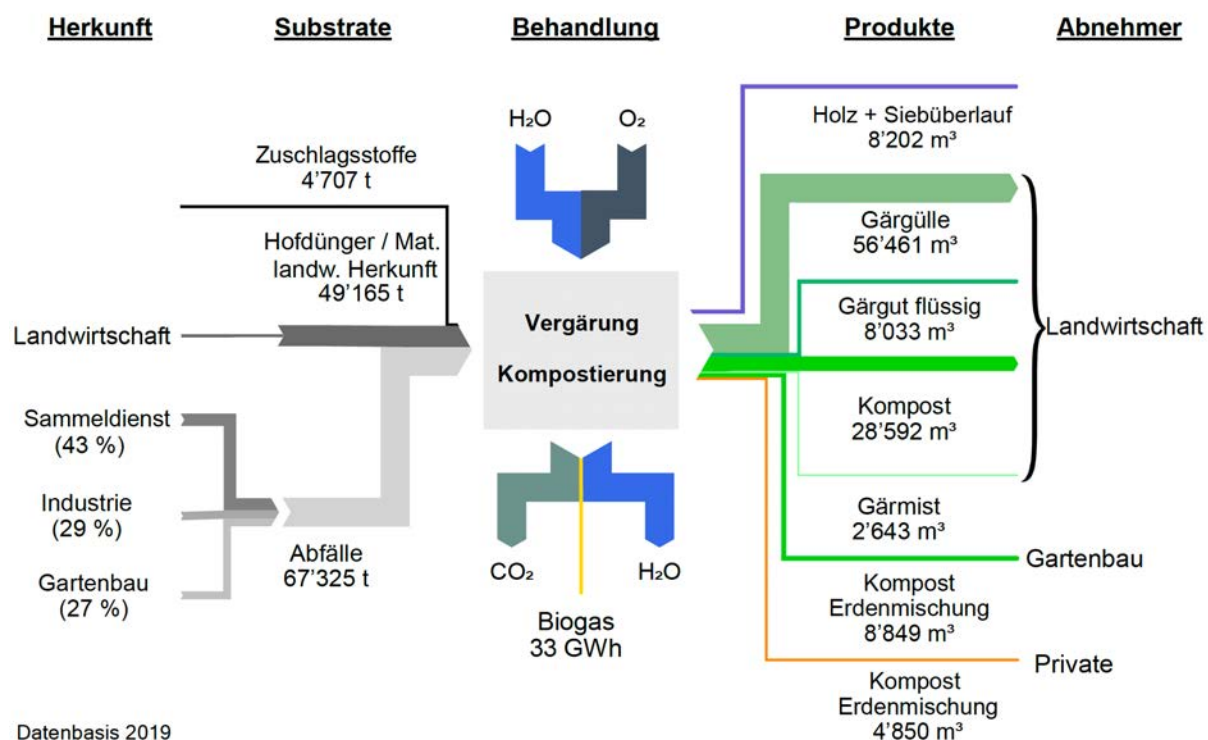 Herkunft
Substrate
Behandlung
Produkte
Abnehmer
Zuschlagsstoffe
4’707 t
Hofdünger / Mat.
landw. Herkunft
49’165 t
Landwirtschaft
Sammeldienst
(43 %)
Industrie
(29 %)
Gartenbau
(27 %)
Abfälle
67’325 t
H₂O
O₂
Vergärung
Kompostierung
CO₂
H₂O
Biogas
33 GWh
Holz + Siebüberlauf
8’202 m³
Gärgülle
56’461 m³
Gärgut flüssig
8’033 m³
Kompost
28’592 m³
Gärmist
2’643 m³
Kompost
Erdenmischung
8’849 m³
Kompost
Erdenmischung
4’850 m³
Landwirtschaft
Gartenbau
Private
Datenbasis 2019